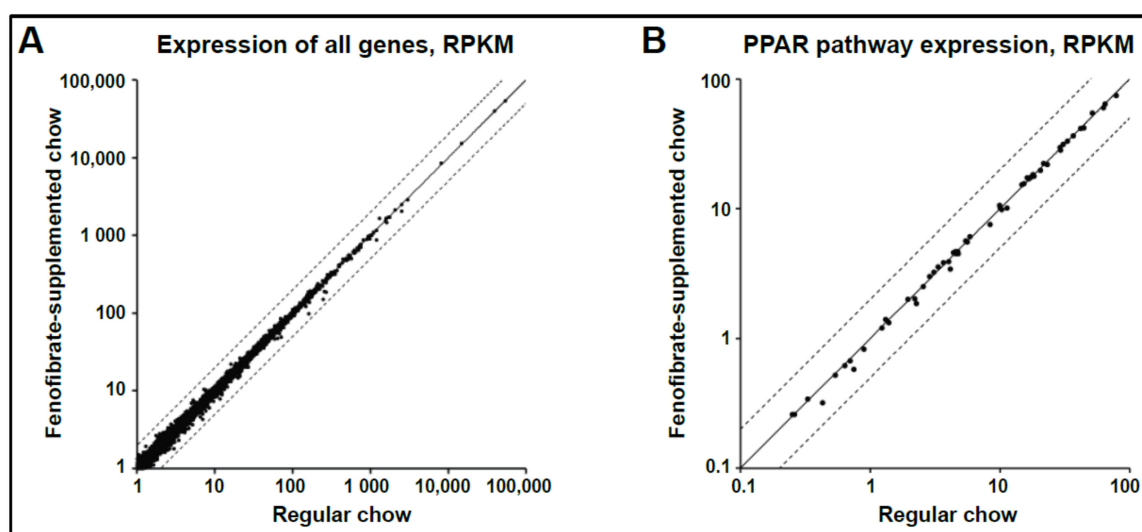 A
Expression of all genes, RPKM
Fenofibrate-supplemented chow
100,000
10,000
1 000
100
10
1
1 10 100 1 000 10,000 100,000
Regular chow
B
PPAR pathway expression, RPKM
Fenofibrate-supplemented chow
100
10
1
0.1
0.1 1 10 100
Regular chow